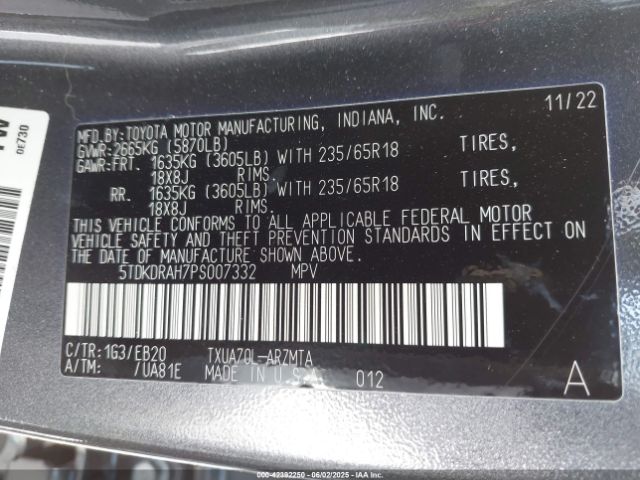 MFD.BY:TOYOTA MOTOR MANUFACTURING, INDIANA, INC. 11/22
GVWR:2665KG (5870LB)
GAWR:FRT. 1635KG (3605LB) WITH 235/65R18 TIRES,
18X8J RIMS.
RR. 1635KG (3605LB) WITH 235/65R18 TIRES,
18X8J RIMS.
THIS VEHICLE CONFORMS TO ALL APPLICABLE FEDERAL MOTOR
VEHICLE SAFETY AND THEFT PREVENTION STANDARDS IN EFFECT ON
THE DATE OF MANUFACTURE SHOWN ABOVE.
5TDKDRAH7PS007332 MPV
C/TR:1G3/EB20 TXUA70L-ARZMTA
A/TM: /UA81E MADE IN U.S.A. 012 A
0E730
000-42392250 - 06/02/2025 - IAAI